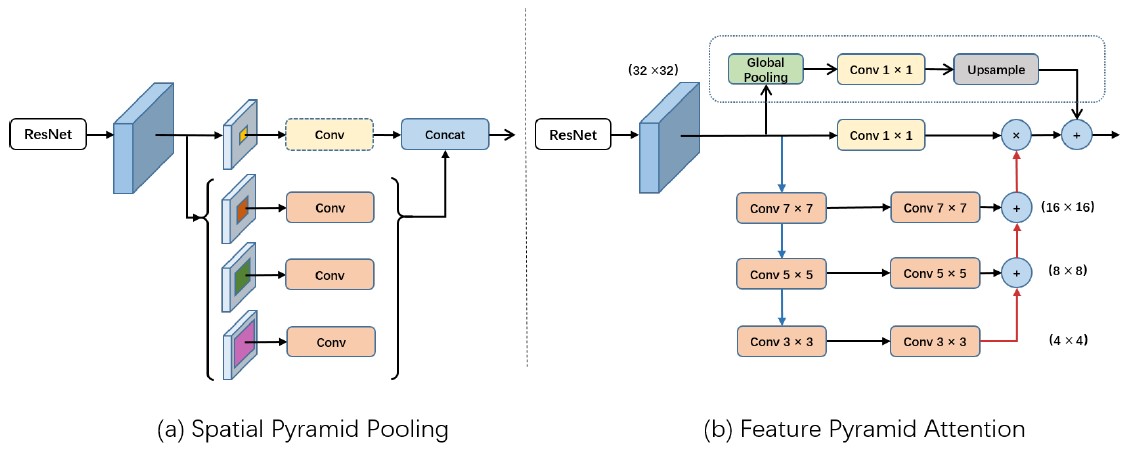 ResNet
Conv
Concat
Conv
Conv
Conv
(a) Spatial Pyramid Pooling
(32 ×32)
Global
Pooling
Conv 1 × 1
Upsample
ResNet
Conv 1 × 1
×
+
Conv 7 × 7
Conv 7 × 7
+
(16 × 16)
Conv 5 × 5
Conv 5 × 5
+
(8 × 8)
Conv 3 × 3
Conv 3 × 3
(4 × 4)
(b) Feature Pyramid Attention